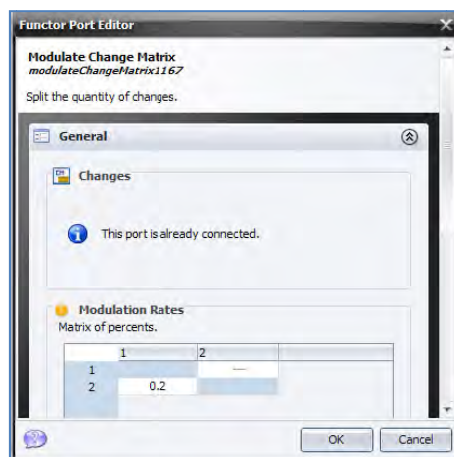 Functor Port Editor
Modulate Change Matrix
modulateChangeMatrix1167
Split the quantity of changes.
General
Changes
This port is already connected.
Modulation Rates
Matrix of percents.
1 2
1 ---
2 0.2
OK Cancel